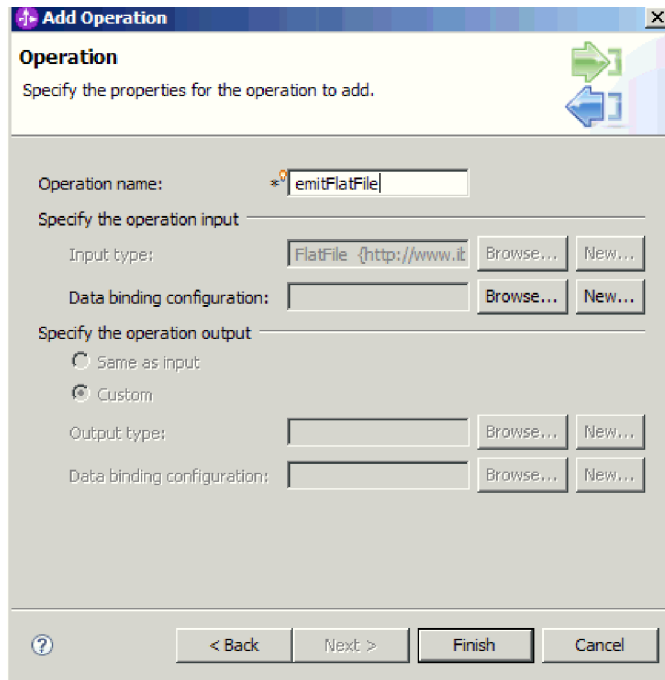 Add Operation
Operation
Specify the properties for the operation to add.
Operation name: * emitFlatFile
Specify the operation input
Input type: FlatFile {http://www.it Browse... New...
Data binding configuration: Browse... New...
Specify the operation output
Same as input
Custom
Output type: Browse... New...
Data binding configuration: Browse... New...
? < Back Next > Finish Cancel